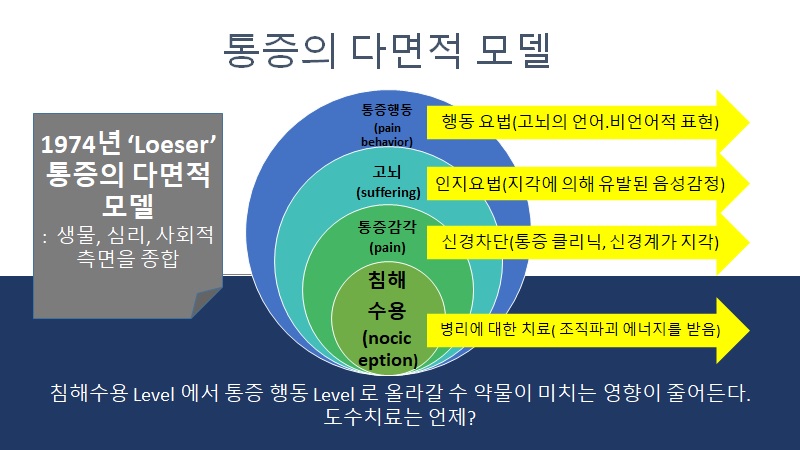 통증의 다면적 모델
1974년 ‘Loeser’
통증의 다면적
모델
: 생물, 심리, 사회적
측면을 종합
통증행동
(pain
behavior)
고뇌
(suffering)
통증감각
(pain)
침해
수용
(nocic
eption)
행동 요법(고뇌의 언어.비언어적 표현)
인지요법(지각에 의해 유발된 음성감정)
신경차단(통증 클리닉, 신경계가 지각)
병리에 대한 치료( 조직파괴 에너지를 받음)
침해수용 Level 에서 통증 행동 Level 로 올라갈 수 약물이 미치는 영향이 줄어든다.
도수치료는 언제?